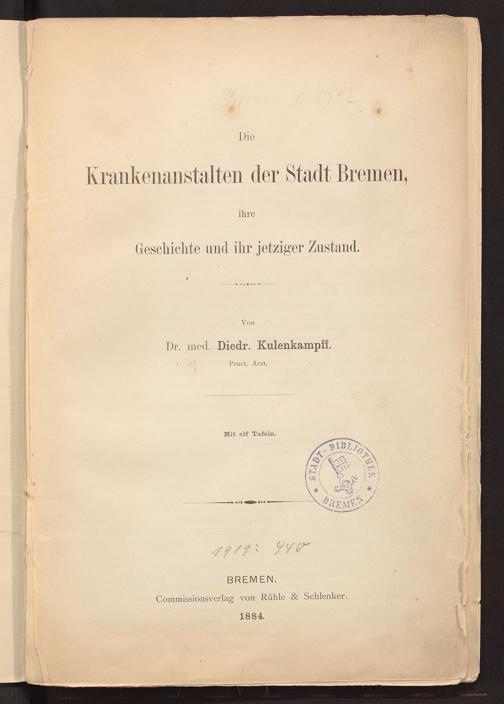 Die
Krankenanstalten der Stadt Bremen,
ihre
Geschichte und ihr jetziger Zustand.
Von
Dr. med. Diedr. Kulenkampff.
Pract. Arzt.
Mit elf Tafeln.
STADT-BIBLIOTHEK
* BREMEN *
1919: 440
BREMEN.
Commissionsverlag von Rühle & Schlenker.
1884.